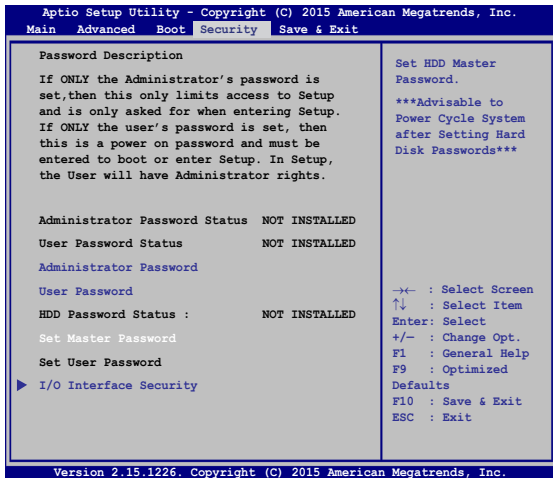 Aptio Setup Utility - Copyright (C) 2015 American Megatrends, Inc.
Main Advanced Boot Security Save & Exit
Password Description
If ONLY the Administrator's password is
set,then this only limits access to Setup
and is only asked for when entering Setup.
If ONLY the user's password is set, then
this is a power on password and must be
entered to boot or enter Setup. In Setup,
the User will have Administrator rights.
Administrator Password Status NOT INSTALLED
User Password Status NOT INSTALLED
Administrator Password
User Password
HDD Password Status : NOT INSTALLED
Set Master Password
Set User Password
I/O Interface Security
Set HDD Master
Password.
***Advisable to
Power Cycle System
after Setting Hard
Disk Passwords***
→← : Select Screen
↑↓ : Select Item
Enter: Select
+/— : Change Opt.
F1 : General Help
F9 : Optimized
Defaults
F10 : Save & Exit
ESC : Exit
Version 2.15.1226. Copyright (C) 2015 American Megatrends, Inc.